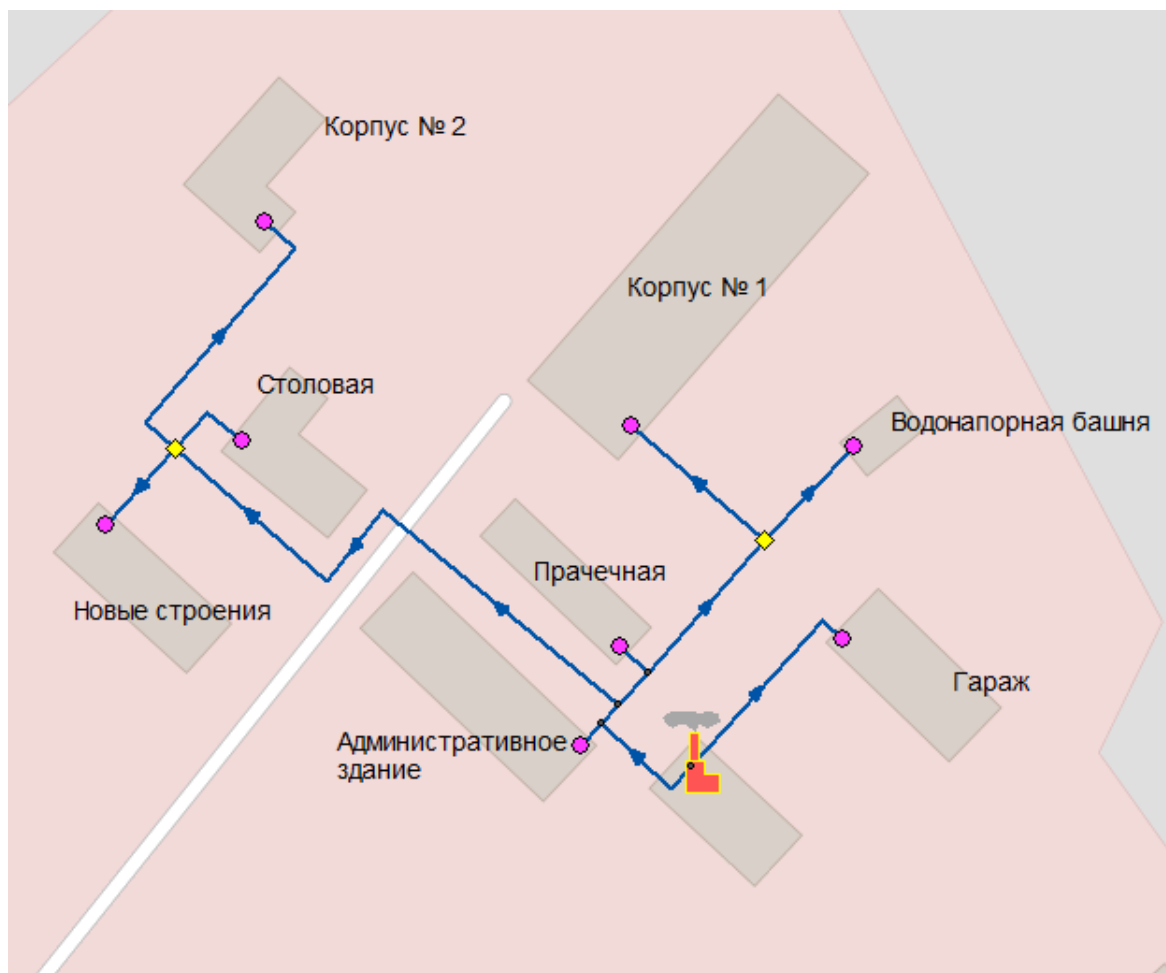 Корпус № 2
Корпус № 1
Столовая
Водонапорная башня
Прачечная
Новые строения
Гараж
Административное
здание